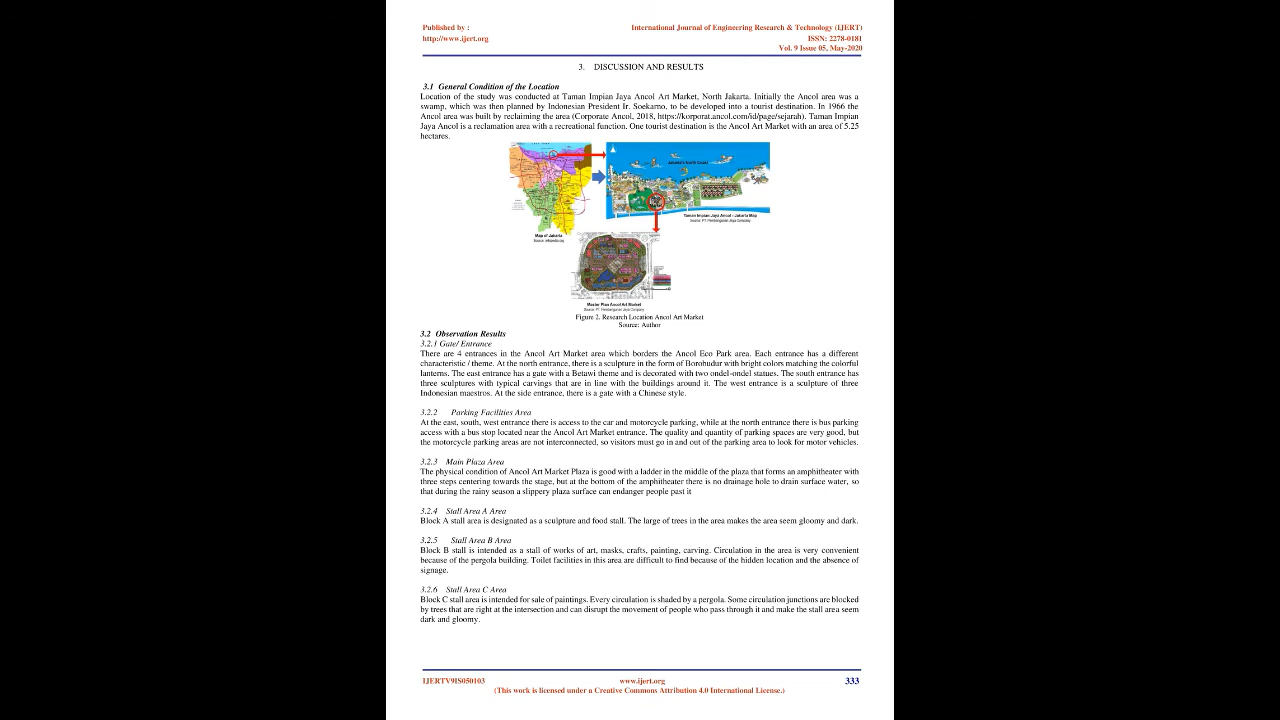 Published by :
International Journal of Engineering Research & Technology (IJERT)
http://www.ijert.org
ISSN: 2278-0181
Vol. 9 Issue 05, May-2020
3. DISCUSSION AND RESULTS
3.1 General Condition of the Location
Location of the study was conducted at Taman Impian Jaya Ancol Art Market, North Jakarta. Initially the Ancol area was a
swamp, which was then planned by Indonesian President Ir. Soekarno, to be developed into a tourist destination. In 1966 the
Ancol area was built by reclaiming the area (Corporate Ancol, 2018, https://korporat.ancol.com/id/page/sejarah). Taman Impian
Jaya Ancol is a reclamation area with a recreational function. One tourist destination is the Ancol Art Market with an area of 5.25
hectares.
Jakarta's North Coast
Taman Impian Jaya Ancol - Jakarta Map
Source: PT. Pembangunan Jaya Company
Map of Jakarta
Source: wikipedia.org
Master Plan Ancol Art Market
Source: PT. Pembangunan Jaya Company
Figure 2. Research Location Ancol Art Market
Source: Author
3.2 Observation Results
3.2.1 Gate/ Entrance
There are 4 entrances in the Ancol Art Market area which borders the Ancol Eco Park area. Each entrance has a different
characteristic / theme. At the north entrance, there is a sculpture in the form of Borobudur with bright colors matching the colorful
lanterns. The east entrance has a gate with a Betawi theme and is decorated with two ondel-ondel statues. The south entrance has
three sculptures with typical carvings that are in line with the buildings around it. The west entrance is a sculpture of three
Indonesian maestros. At the side entrance, there is a gate with a Chinese style.
3.2.2 Parking Facilities Area
At the east, south, west entrance there is access to the car and motorcycle parking, while at the north entrance there is bus parking
access with a bus stop located near the Ancol Art Market entrance. The quality and quantity of parking spaces are very good, but
the motorcycle parking areas are not interconnected, so visitors must go in and out of the parking area to look for motor vehicles.
3.2.3 Main Plaza Area
The physical condition of Ancol Art Market Plaza is good with a ladder in the middle of the plaza that forms an amphitheater with
three steps centering towards the stage, but at the bottom of the amphitheater there is no drainage hole to drain surface water, so
that during the rainy season a slippery plaza surface can endanger people past it
3.2.4 Stall Area A Area
Block A stall area is designated as a sculpture and food stall. The large of trees in the area makes the area seem gloomy and dark.
3.2.5 Stall Area B Area
Block B stall is intended as a stall of works of art, masks, crafts, painting, carving. Circulation in the area is very convenient
because of the pergola building. Toilet facilities in this area are difficult to find because of the hidden location and the absence of
signage.
3.2.6 Stall Area C Area
Block C stall area is intended for sale of paintings. Every circulation is shaded by a pergola. Some circulation junctions are blocked
by trees that are right at the intersection and can disrupt the movement of people who pass through it and make the stall area seem
dark and gloomy.
IJERTV9IS050103
www.ijert.org
333
(This work is licensed under a Creative Commons Attribution 4.0 International License.)